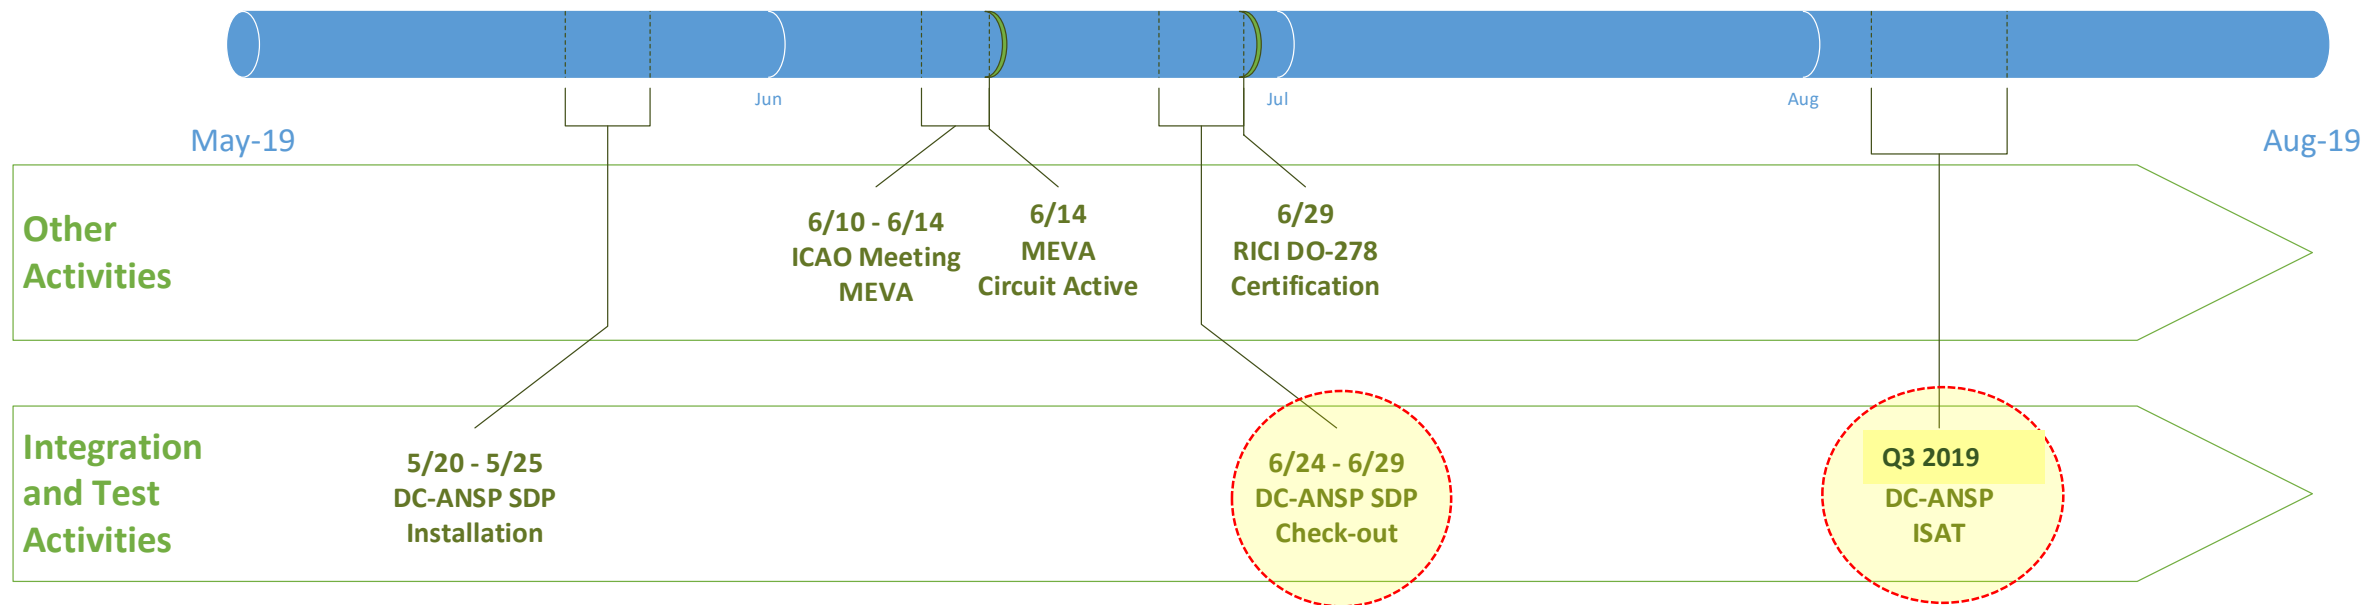 Jun
Jul
Aug
May-19
Aug-19
Other
Activities
6/10 - 6/14
ICAO Meeting
MEVA
6/14
MEVA
Circuit Active
6/29
RICI DO-278
Certification
Integration
and Test
Activities
5/20 - 5/25
DC-ANSP SDP
Installation
6/24 - 6/29
DC-ANSP SDP
Check-out
Q3 2019
DC-ANSP
ISAT